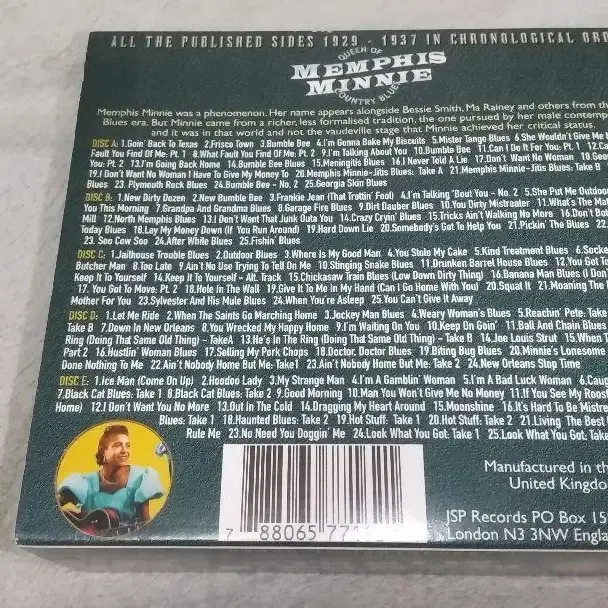 ALL THE PUBLISHED SIDES 1929 - 1937 IN CHRONOLOGICAL
QUEEN OF
MEMPHIS
MINNIE
COUNTRY BLUES
Memphis Minnie was a phenomenon. Her name appears alongside Bessie Smith, Ma Rainey and others from th
Blues era. But Minnie came from a richer, less formalised tradition, the one pursued by her male contemp
and it was in that world and not the vaudeville stage that Minnie achieved her critical status.
DISC A: 1.Goin' Back To Texas 2.Frisco Town 3.Bumble Bee 4.I'm Gonna Bake My Biscuits 5.Mister Tango Blues 6.She Wouldn't Give Me
Fault You Find Of Me: Pt. 1 8.What Fault You Find Of Me: Pt. 2 9.I'm Talking About You 10.Bumble Bee 11.Can I Do It For You: Pt. 1 12.Ca
You: Pt. 2 13.I'm Going Back Home 14.Bumble Bee Blues 15.Meningitis Blues 16.I Never Told A Lie 17.Don't Want No Woman 18.Geo
19.I Don't Want No Woman I Have To Give My Money To 20.Memphis Minnie-Jitis Blues: Take A 21.Memphis Minnie-Jitis Blues: Take B
Blues 23. Plymouth Rock Blues 24.Bumble Bee - No. 2 25.Georgia Skin Blues
DISC B: 1.New Dirty Dozen 2.New Bumble Bee 3.Frankie Jean (That Trottin' Fool) 4.I'm Talking 'Bout You - No. 2 5.She Put Me Outdoo
You This Morning 7.Grandpa And Grandma Blues 8.Garage Fire Blues 9.Dirt Dauber Blues 10.You Dirty Mistreater 11.What's The Mat
Mill 12.North Memphis Blues 13.I Don't Want That Junk Outa You 14.Crazy Cryin' Blues 15.Tricks Ain't Walking No More 16.Don't Bo
Today Blues 18.Lay My Money Down (If You Run Around) 19.Hard Down Lie 20.Somebody's Got To Help You 21.Pickin' The Blues 22.
23. Soo Cow Soo 24.After While Blues 25.Fishin' Blues
DISC C: 1.Jailhouse Trouble Blues 2.Outdoor Blues 3.Where Is My Good Man 4.You Stole My Cake 5.Kind Treatment Blues 6.Socke
Butcher Man 8.Too Late 9.Ain't No Use Trying To Tell On Me 10.Stinging Snake Blues 11.Drunken Barrel House Blues 12.You Got To
Keep It To Yourself 14.Keep It To Yourself - Alt. Track 15.Chickasaw Train Blues (Low Down Dirty Thing) 16.Banana Man Blues (I Don
17. You Got To Move: Pt. 2 18.Hole In The Wall 19.Give It To Me In My Hand (Can I Go Home With You) 20.Squat It 21.Moaning The
Mother For You 23.Sylvester And His Mule Blues 24.When You're Asleep 25.You Can't Give It Away
DISC D: 1.Let Me Ride 2.When The Saints Go Marching Home 3.Jockey Man Blues 4.Weary Woman's Blues 5.Reachin' Pete: Take
Take B 7.Down In New Orleans 8.You Wrecked My Happy Home 9.I'm Waiting On You 10.Keep On Goin' 11.Ball And Chain Blues
Ring (Doing That Same Old Thing) - TakeA 13.He's In The Ring (Doing That Same Old Thing) - Take B 14.Joe Louis Strut 15.When T
Part 2 16.Hustlin' Woman Blues 17.Selling My Pork Chops 18.Doctor, Doctor Blues 19.Biting Bug Blues 20.Minnie's Lonesome
Done Nothing To Me 22.Ain't Nobody Home But Me: Take1 23.Ain't Nobody Home But Me: Take 2 24.New Orleans Stop Time
DISC E: 1.Ice Man (Come On Up) 2.Hoodoo Lady 3.My Strange Man 4.I'm A Gamblin' Woman 5.I'm A Bad Luck Woman 6.Caug
7.Black Cat Blues: Take 1 8.Black Cat Blues: Take 2 9.Good Morning 10.Man You Won't Give Me No Money 11.If You See My Roost
Home) 12.I Don't Want You No More 13.Out In The Cold 14.Dragging My Heart Around 15.Moonshine 16.It's Hard To Be Mistre
Blues: Take 1 18.Haunted Blues: Take 2 19.Hot Stuff: Take 1 20.Hot Stuff: Take 2 21.Living The Best
Rule Me 23.No Need You Doggin' Me 24.Look What You Got: Take 1 25.Look What You Got: Take
Manufactured in th
United Kingdo
7 88065 77
JSP Records PO Box 15
London N3 3NW Engla